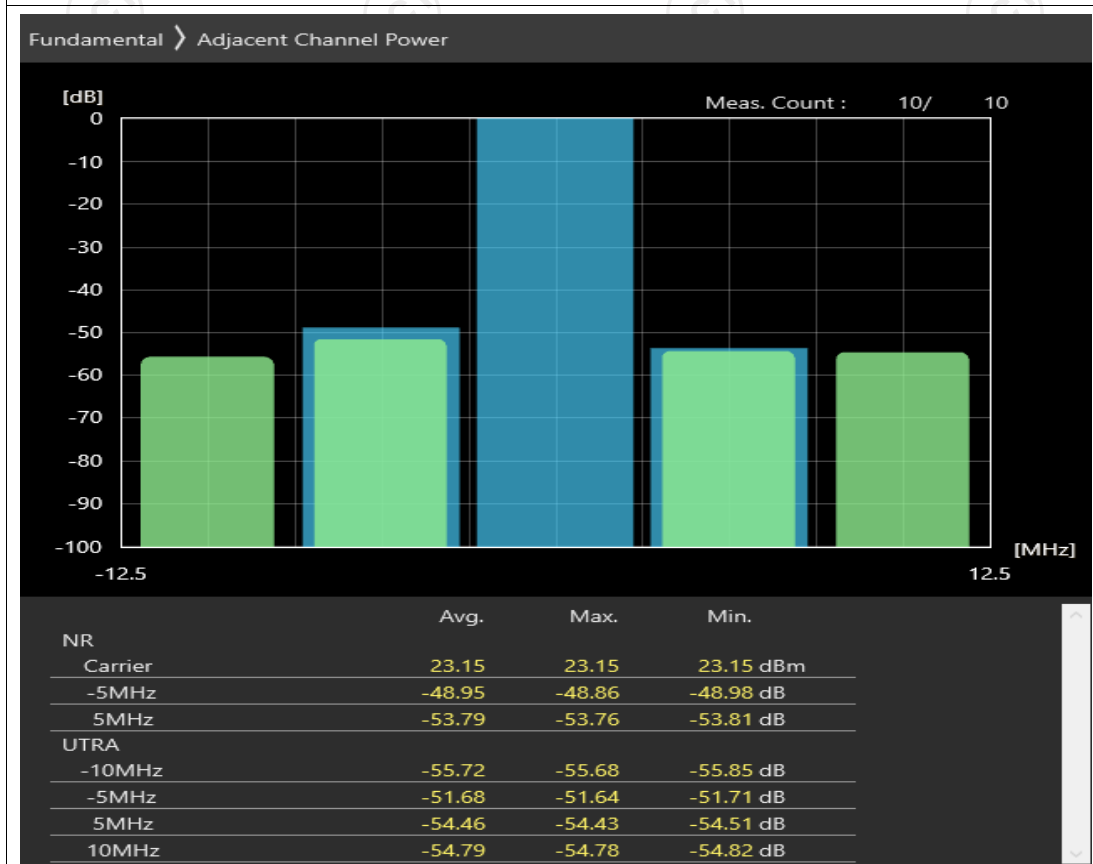 Fundamental 〉 Adjacent Channel Power
[dB]
Meas. Count : 10/ 10
0
-10
-20
-30
-40
-50
-60
-70
-80
-90
-100
[MHz]
-12.5 12.5
Avg. Max. Min.
NR
Carrier 23.15 23.15 23.15 dBm
-5MHz -48.95 -48.86 -48.98 dB
5MHz -53.79 -53.76 -53.81 dB
UTRA
-10MHz -55.72 -55.68 -55.85 dB
-5MHz -51.68 -51.64 -51.71 dB
5MHz -54.46 -54.43 -54.51 dB
10MHz -54.79 -54.78 -54.82 dB